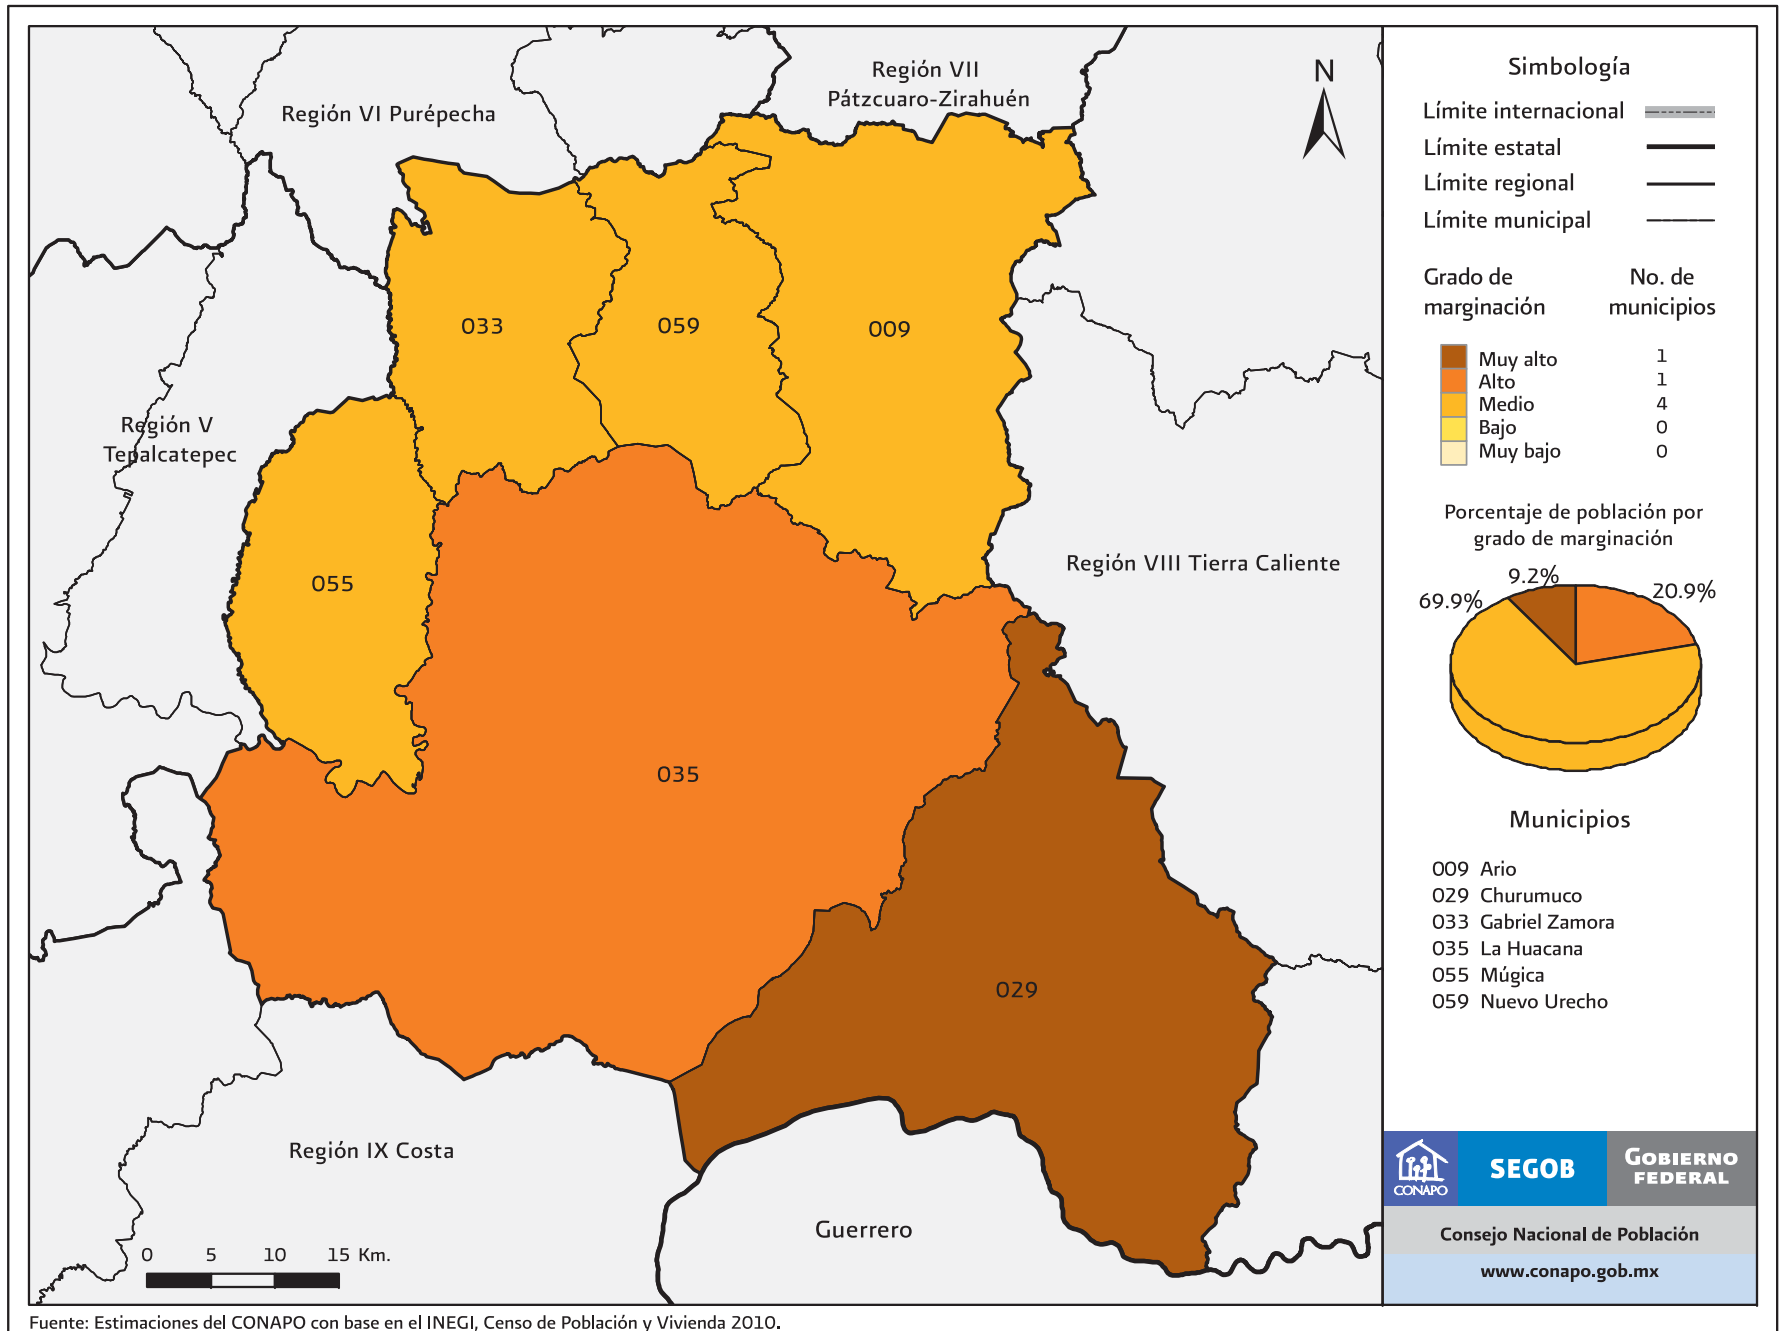 Región VII
Pátzcuaro-Zirahuén
Región VI Purépecha
N
033
059
009
Región V
Tepalcatepec
055
Región VIII Tierra Caliente
035
029
Región IX Costa
Guerrero
0 5 10 15 Km.
Simbología
Límite internacional
Límite estatal
Límite regional
Límite municipal
Grado de marginación No. de municipios
Muy alto 1
Alto 1
Medio 4
Bajo 0
Muy bajo 0
Porcentaje de población por
grado de marginación
9.2%
69.9% 20.9%
Municipios
009 Ario
029 Churumuco
033 Gabriel Zamora
035 La Huacana
055 Múgica
059 Nuevo Urecho
CONAPO
SEGOB
GOBIERNO
FEDERAL
Consejo Nacional de Población
www.conapo.gob.mx
Fuente: Estimaciones del CONAPO con base en el INEGI, Censo de Población y Vivienda 2010.